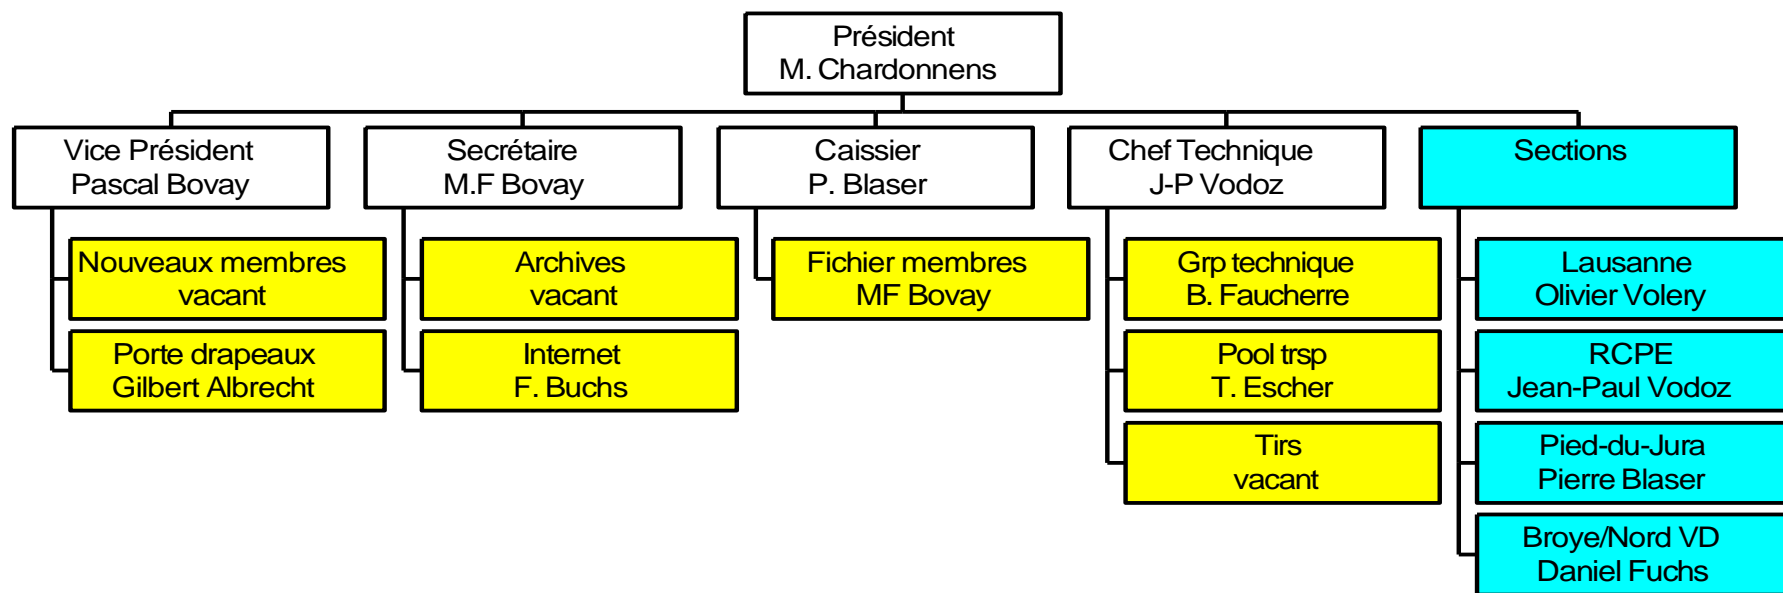 Président
M. Chardonnens
Vice Président
Pascal Bovay
Secrétaire
M.F Bovay
Caissier
P. Blaser
Chef Technique
J-P Vodoz
Sections
Nouveaux membres
vacant
Porte drapeaux
Gilbert Albrecht
Archives
vacant
Internet
F. Buchs
Fichier membres
MF Bovay
Grp technique
B. Faucherre
Pool trsp
T. Escher
Tirs
vacant
Lausanne
Olivier Volery
RCPE
Jean-Paul Vodoz
Pied-du-Jura
Pierre Blaser
Broye/Nord VD
Daniel Fuchs